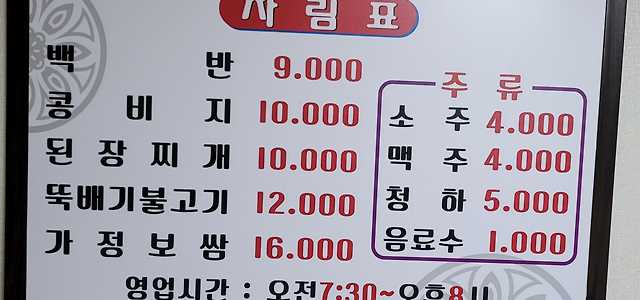 차림표
백반 9.000
콩비지 10.000
된장찌개 10.000
뚝배기불고기 12.000
가정보쌈 16.000
주류
소주 4.000
맥주 4.000
청하 5.000
음료수 1.000
영업시간 : 오전7:30~오후8시